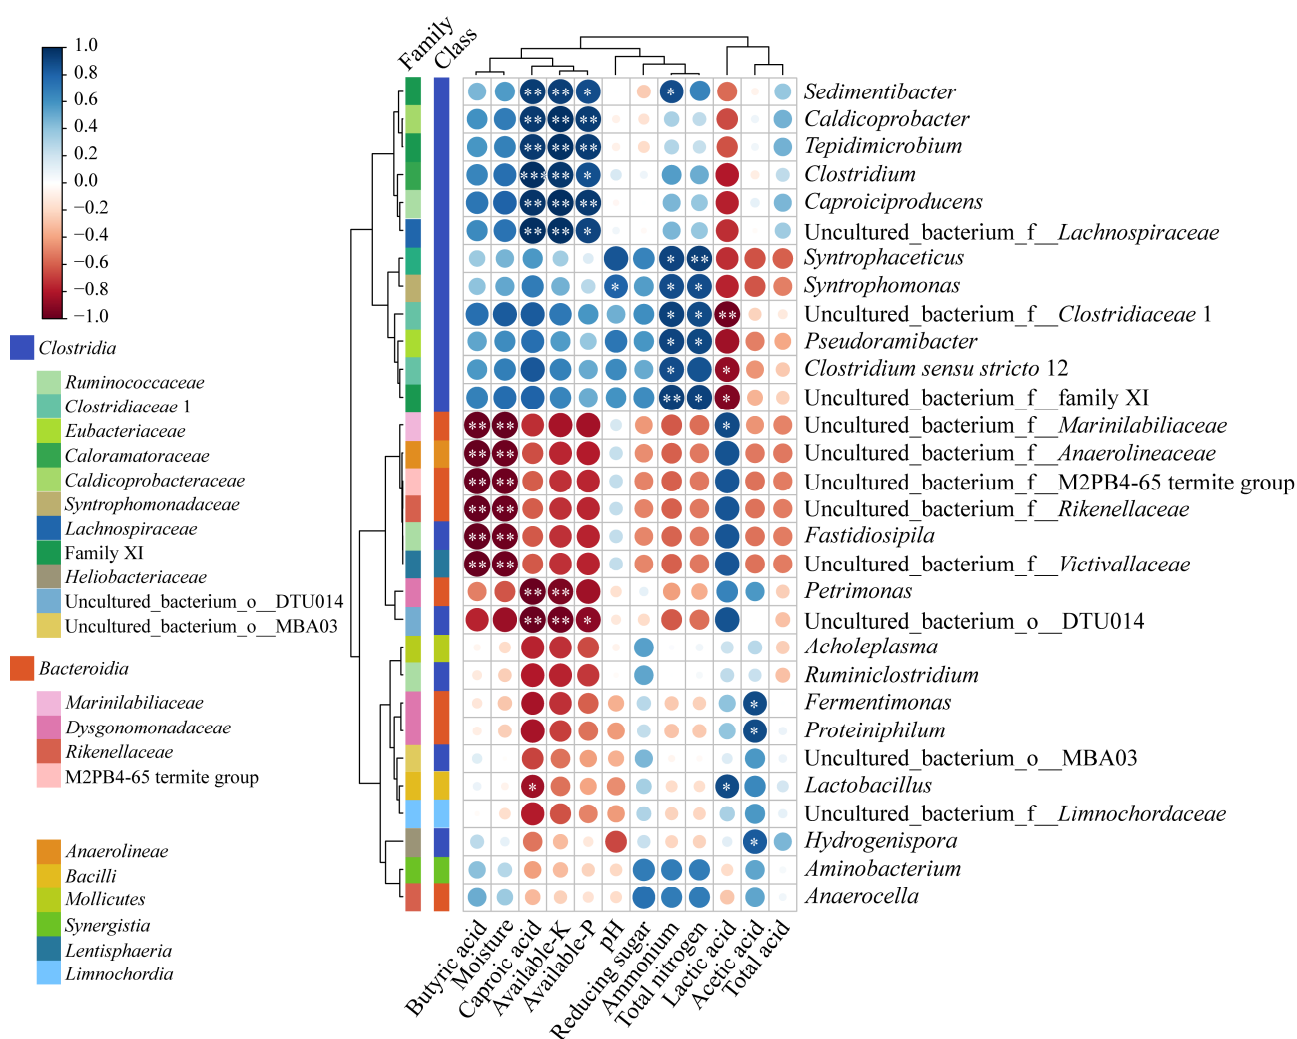 Family
Class
1.0
0.8
0.6
0.4
0.2
0.0
−0.2
−0.4
−0.6
−0.8
−1.0
Clostridia
Ruminococcaceae
Clostridiaceae 1
Eubacteriaceae
Caloramatoraceae
Caldicoprobacteraceae
Syntrophomonadaceae
Lachnospiraceae
Family XI
Heliobacteriaceae
Uncultured_bacterium_o__DTU014
Uncultured_bacterium_o__MBA03
Bacteroidia
Marinilabiliaceae
Dysgonomonadaceae
Rikenellaceae
M2PB4-65 termite group
Anaerolineae
Bacilli
Mollicutes
Synergistia
Lentisphaeria
Limnochordia
** ** * * Sedimentibacter
** ** ** Caldicoprobacter
** ** ** Tepidimicrobium
*** ** * Clostridium
** ** ** Caproiciproducens
** ** * Uncultured_bacterium_f__Lachnospiraceae
* ** Syntrophaceticus
* * * Syntrophomonas
* * ** Uncultured_bacterium_f__Clostridiaceae 1
* * Pseudoramibacter
* * Clostridium sensu stricto 12
** * * Uncultured_bacterium_f__family XI
** ** * Uncultured_bacterium_f__Marinilabiliaceae
** ** Uncultured_bacterium_f__Anaerolineaceae
** ** Uncultured_bacterium_f__M2PB4-65 termite group
** ** Uncultured_bacterium_f__Rikenellaceae
** ** Fastidiosipila
** ** Uncultured_bacterium_f__Victivallaceae
** ** Petrimonas
** ** * Uncultured_bacterium_o__DTU014
Acholeplasma
Ruminiclostridium
* Fermentimonas
* Proteiniphilum
Uncultured_bacterium_o__MBA03
* * Lactobacillus
Uncultured_bacterium_f__Limnochordaceae
* Hydrogenispora
Aminobacterium
Anaerocella
Butyric acid
Moisture
Caproic acid
Available-K
Available-P
pH
Reducing sugar
Ammonium
Total nitrogen
Lactic acid
Acetic acid
Total acid